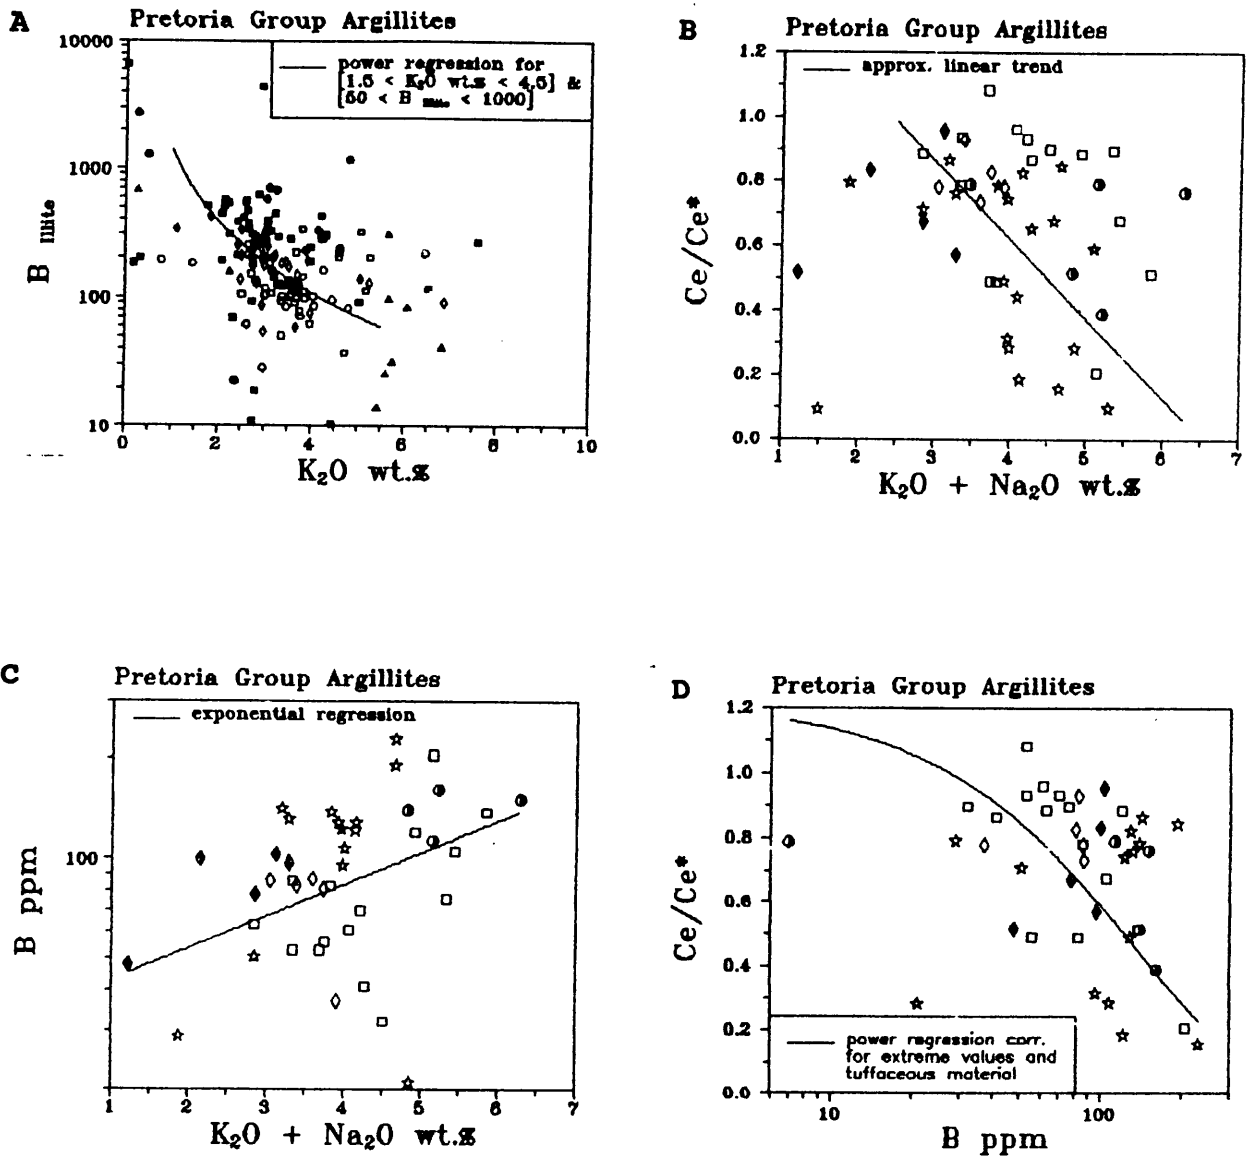 A
Pretoria Group Argillites
power regression for
[1.5 < K₂O wt.% < 4.5] &
[50 < B < 1000]
10000
1000
100
10
B Illite
0 2 4 6 8 10
K₂O wt.%
B
Pretoria Group Argillites
approx. linear trend
1.2
1.0
0.8
0.6
0.4
0.2
0.0
Ce/Ce*
1 2 3 4 5 6 7
K₂O + Na₂O wt.%
C
Pretoria Group Argillites
exponential regression
100
B ppm
1 2 3 4 5 6 7
K₂O + Na₂O wt.%
D
Pretoria Group Argillites
1.2
1.0
0.8
0.6
0.4
0.2
0.0
Ce/Ce*
power regression corr.
for extreme values and
tuffaceous material
10 100
B ppm